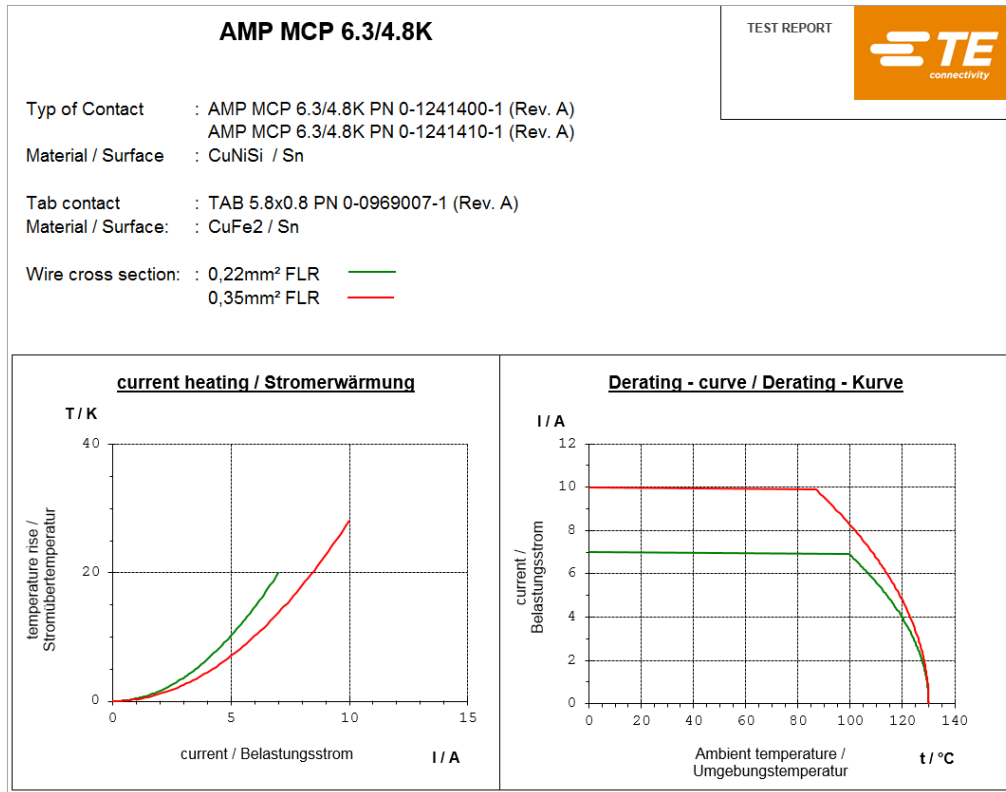 AMP MCP 6.3/4.8K
TEST REPORT
TE
connectivity
Typ of Contact : AMP MCP 6.3/4.8K PN 0-1241400-1 (Rev. A)
AMP MCP 6.3/4.8K PN 0-1241410-1 (Rev. A)
Material / Surface : CuNiSi / Sn
Tab contact : TAB 5.8x0.8 PN 0-0969007-1 (Rev. A)
Material / Surface: : CuFe2 / Sn
Wire cross section: : 0,22mm² FLR
0,35mm² FLR
current heating / Stromerwärmung
T / K
40
20
0
0 5 10 15
temperature rise /
Stromübertemperatur
current / Belastungsstrom
I / A
Derating - curve / Derating - Kurve
I / A
12
10
8
6
4
2
0
0 20 40 60 80 100 120 140
current /
Belastungsstrom
Ambient temperature /
Umgebungstemperatur
t / °C